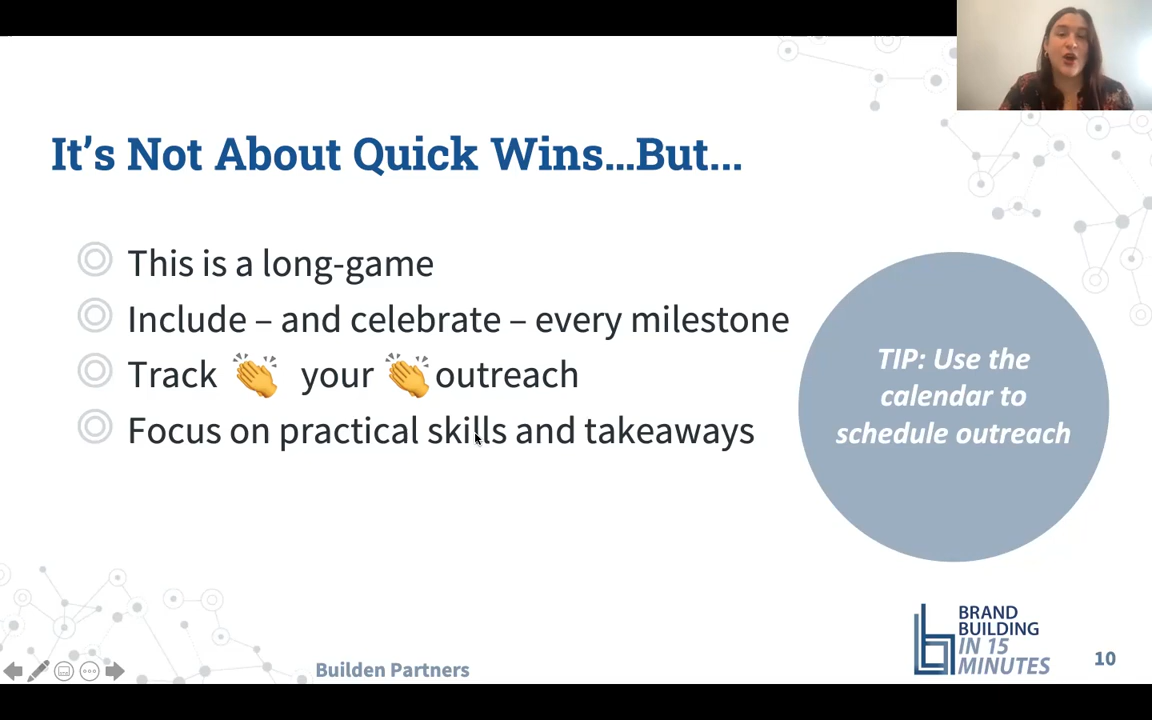 It’s Not About Quick Wins...But...
This is a long-game
Include – and celebrate – every milestone
Track 👏 your 👏 outreach
Focus on practical skills and takeaways
TIP: Use the
calendar to
schedule outreach
Builden Partners
BRAND
BUILDING
IN 15
MINUTES
10